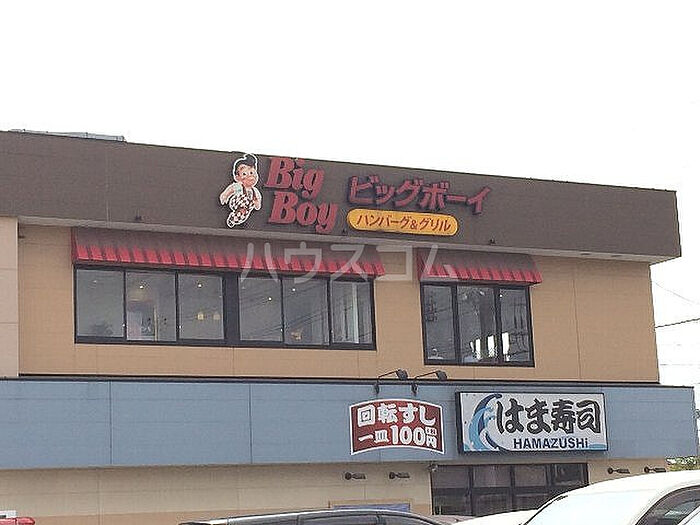 Big
Boy
ビッグボーイ
ハンバーグ&グリル
ハウスコム
回転すし
一皿100円
はま寿司
HAMAZUSHi